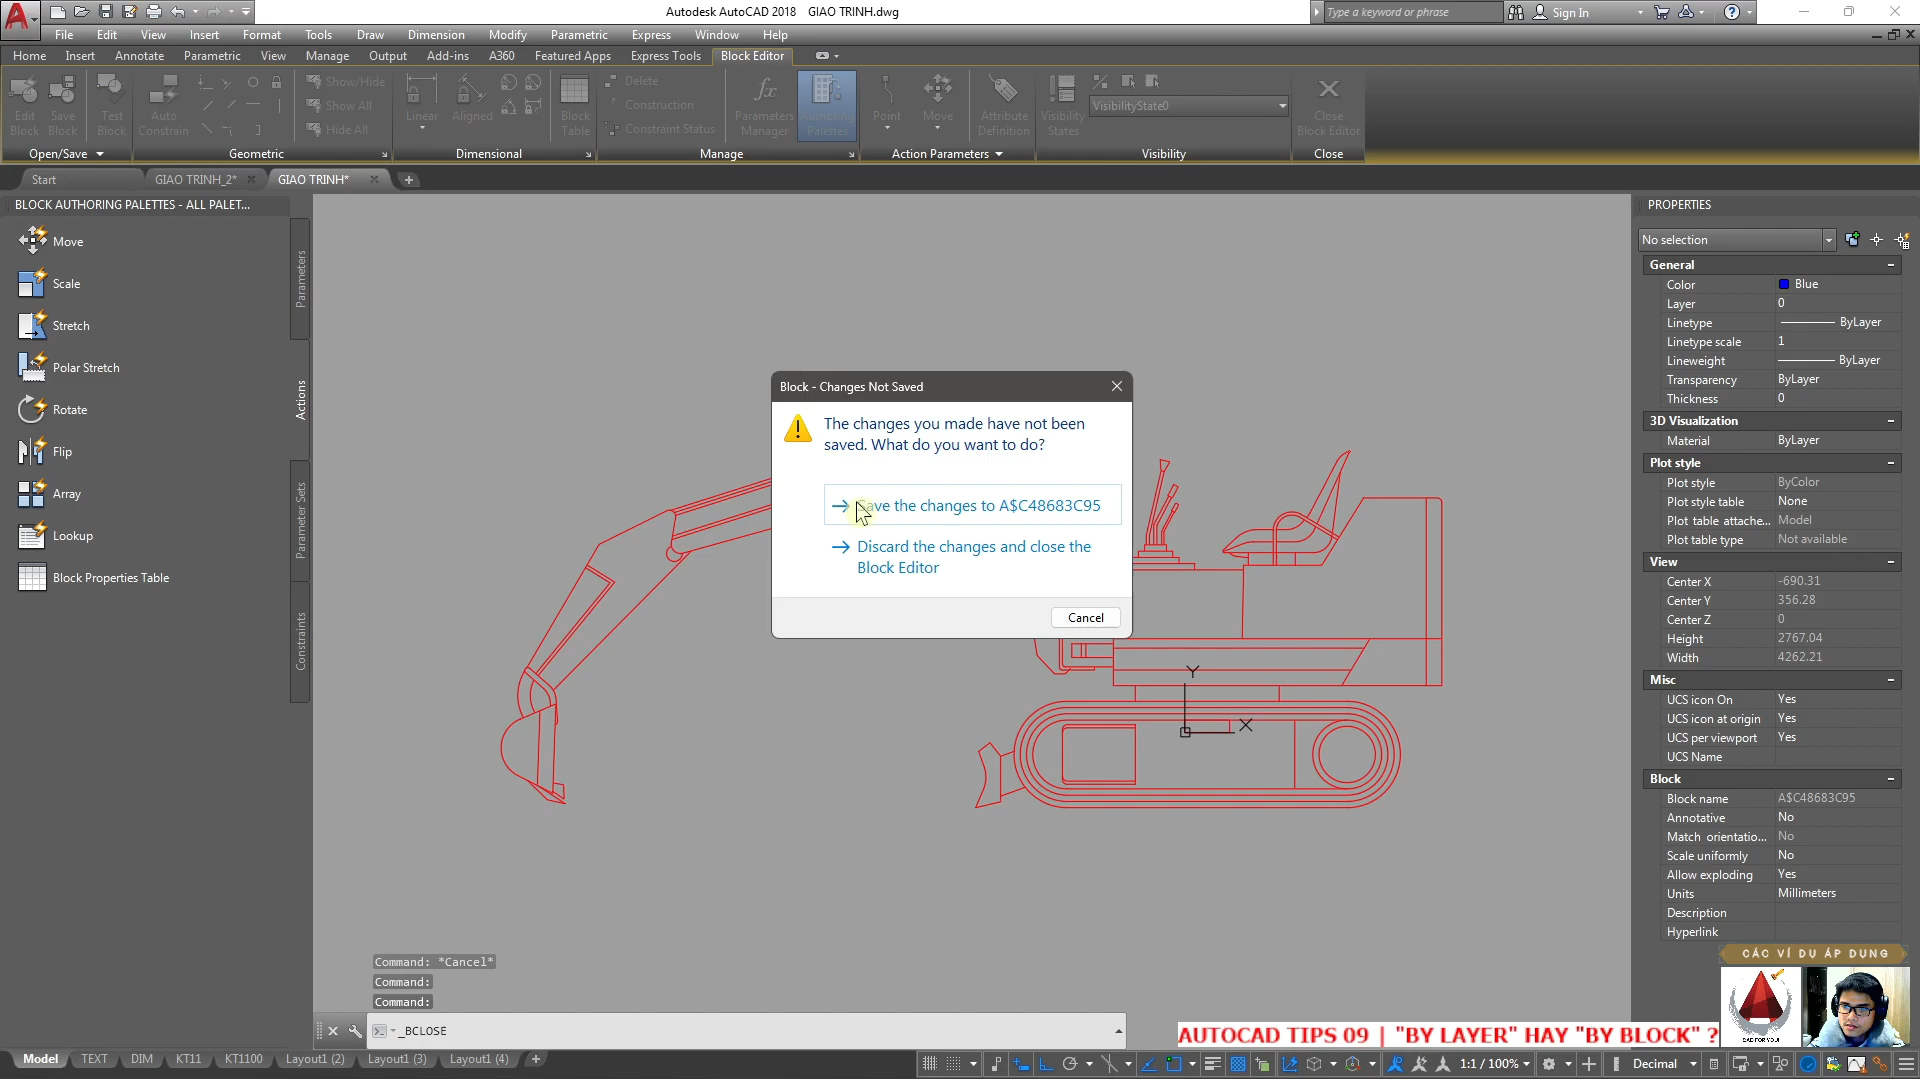 Autodesk AutoCAD 2018 GIAO TRINH.dwg
Type a keyword or phrase
Sign In
File Edit View Insert Format Tools Draw Dimension Modify Parametric Express Window Help
Home Insert Annotate Parametric View Manage Output Add-ins A360 Featured Apps Express Tools Block Editor
Edit Block
Save Block
Test Block
Auto Constrain
Show/Hide
Show All
Hide All
Linear
Aligned
Block Table
Delete
Construction
Constraint Status
Parameters Manager
Authoring Palettes
Point
Move
Attribute Definition
Visibility States
VisibilityState0
Close Block Editor
Open/Save Geometric Dimensional Manage Action Parameters Visibility Close
Start GIAO TRINH_2* GIAO TRINH*
BLOCK AUTHORING PALETTES - ALL PALET...
Move
Scale
Stretch
Polar Stretch
Rotate
Flip
Array
Lookup
Block Properties Table
Parameters
Actions
Parameter Sets
Constraints
Block - Changes Not Saved
The changes you made have not been
saved. What do you want to do?
Save the changes to A$C48683C95
Discard the changes and close the
Block Editor
Cancel
Y
X
PROPERTIES
No selection
General
Color Blue
Layer 0
Linetype ByLayer
Linetype scale 1
Lineweight ByLayer
Transparency ByLayer
Thickness 0
3D Visualization
Material ByLayer
Plot style
Plot style ByColor
Plot style table None
Plot table attache... Model
Plot table type Not available
View
Center X -690.31
Center Y 356.28
Center Z 0
Height 2767.04
Width 4262.21
Misc
UCS icon On Yes
UCS icon at origin Yes
UCS per viewport Yes
UCS Name
Block
Block name A$C48683C95
Annotative No
Match orientatio... No
Scale uniformly No
Allow exploding Yes
Units Millimeters
Description
Hyperlink
CÁC VÍ DỤ ÁP DỤNG
CAD FOR YOU!
Command: *Cancel*
Command:
Command:
_BCLOSE
AUTOCAD TIPS 09 | "BY LAYER" HAY "BY BLOCK" ?
Model TEXT DIM KT11 KT1100 Layout1 (2) Layout1 (3) Layout1 (4)
1:1 / 100%
Decimal